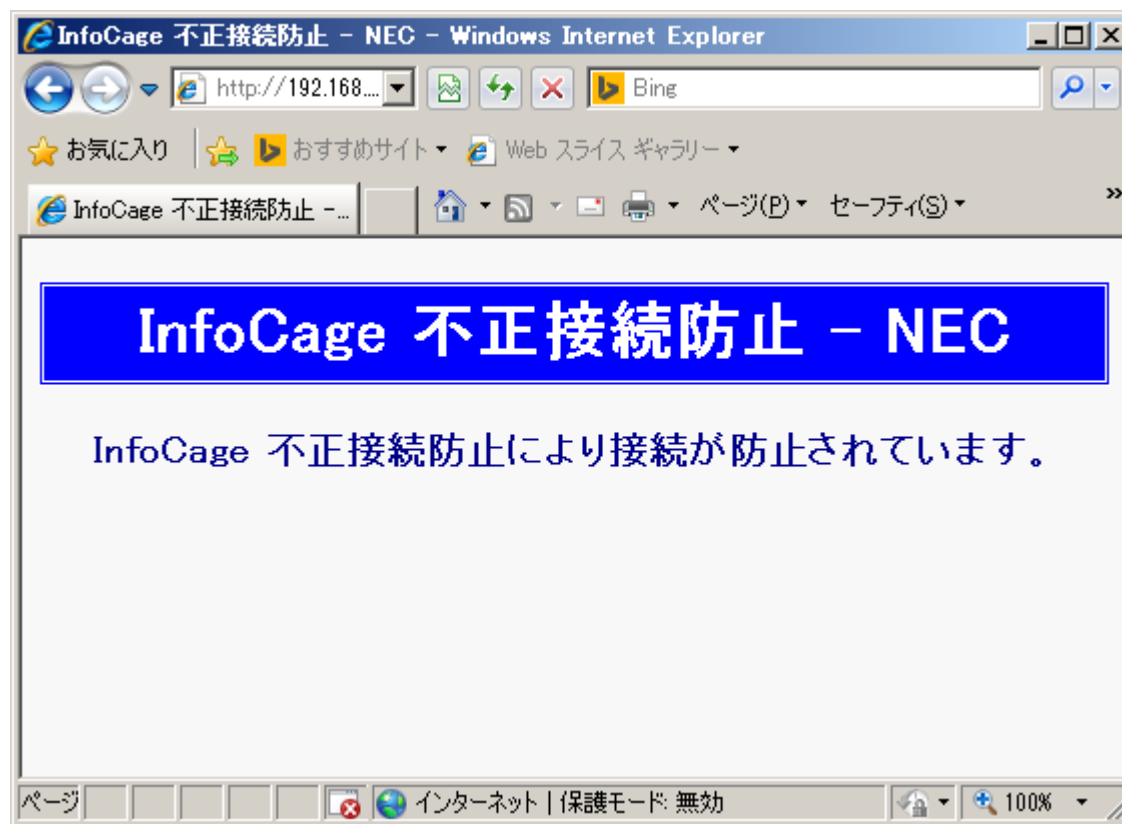 InfoCage 不正接続防止 - NEC - Windows Internet Explorer
http://192.168....
Bing
お気に入り おすすめサイト Web スライス ギャラリー
InfoCage 不正接続防止 -... ページ(P) セーフティ(S) »
InfoCage 不正接続防止 - NEC
InfoCage 不正接続防止により接続が防止されています。
ページ インターネット | 保護モード: 無効 100%